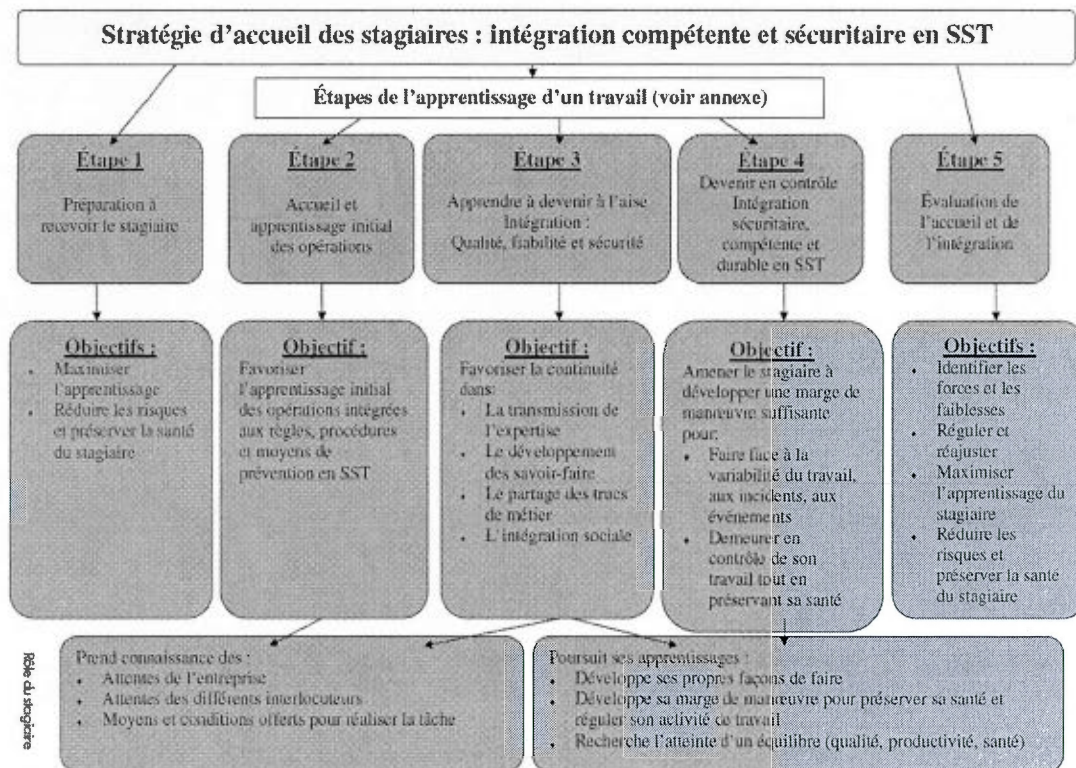 Stratégie d'accueil des stagiaires : intégration compétente et sécuritaire en SST
Étapes de l'apprentissage d'un travail (voir annexe)
Étape 1
Préparation à
recevoir le stagiaire
Étape 2
Accueil et
apprentissage initial
des opérations
Étape 3
Apprendre à devenir à l'aise
Intégration :
Qualité, fiabilité et sécurité
Étape 4
Devenir en contrôle
Intégration
sécuritaire,
compétente et
durable en SST
Étape 5
Évaluation de
l'accueil et de
l'intégration
Objectifs :
• Maximiser
l'apprentissage
• Réduire les risques
et préserver la santé
du stagiaire
Objectif :
Favoriser
l'apprentissage initial
des opérations intégrées
aux règles, procédures
et moyens de
prévention en SST
Objectif :
Favoriser la continuité
dans:
• La transmission de
l'expertise
• Le développement
des savoir-faire
• Le partage des trucs
de métier
• L'intégration sociale
Objectif :
Amener le stagiaire à
développer une marge de
manœuvre suffisante
pour:
• Faire face à la
variabilité du travail,
aux incidents, aux
événements
• Demeurer en
contrôle de son
travail tout en
préservant sa santé
Objectifs :
• Identifier les
forces et les
faiblesses
• Réguler et
réajuster
• Maximiser
l'apprentissage du
stagiaire
• Réduire les
risques et
préserver la santé
du stagiaire
Rôle du stagiaire
Prend connaissance des :
• Attentes de l'entreprise
• Attentes des différents interlocuteurs
• Moyens et conditions offerts pour réaliser la tâche
Poursuit ses apprentissages :
• Développe ses propres façons de faire
• Développe sa marge de manœuvre pour préserver sa santé et
réguler son activité de travail
• Recherche l'atteinte d'un équilibre (qualité, productivité, santé)